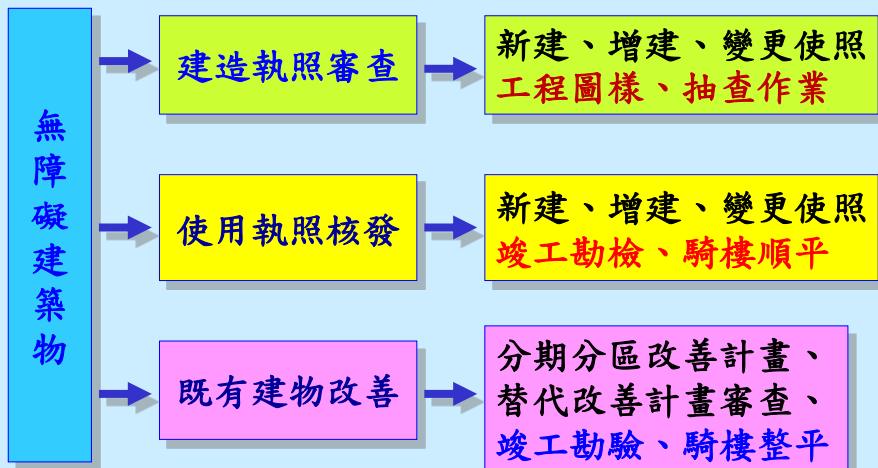 無障礙建築物
建造執照審查
新建、增建、變更使照
工程圖樣、抽查作業
使用執照核發
新建、增建、變更使照
竣工勘檢、騎樓順平
既有建物改善
分期分區改善計畫、
替代改善計畫審查、
竣工勘驗、騎樓整平